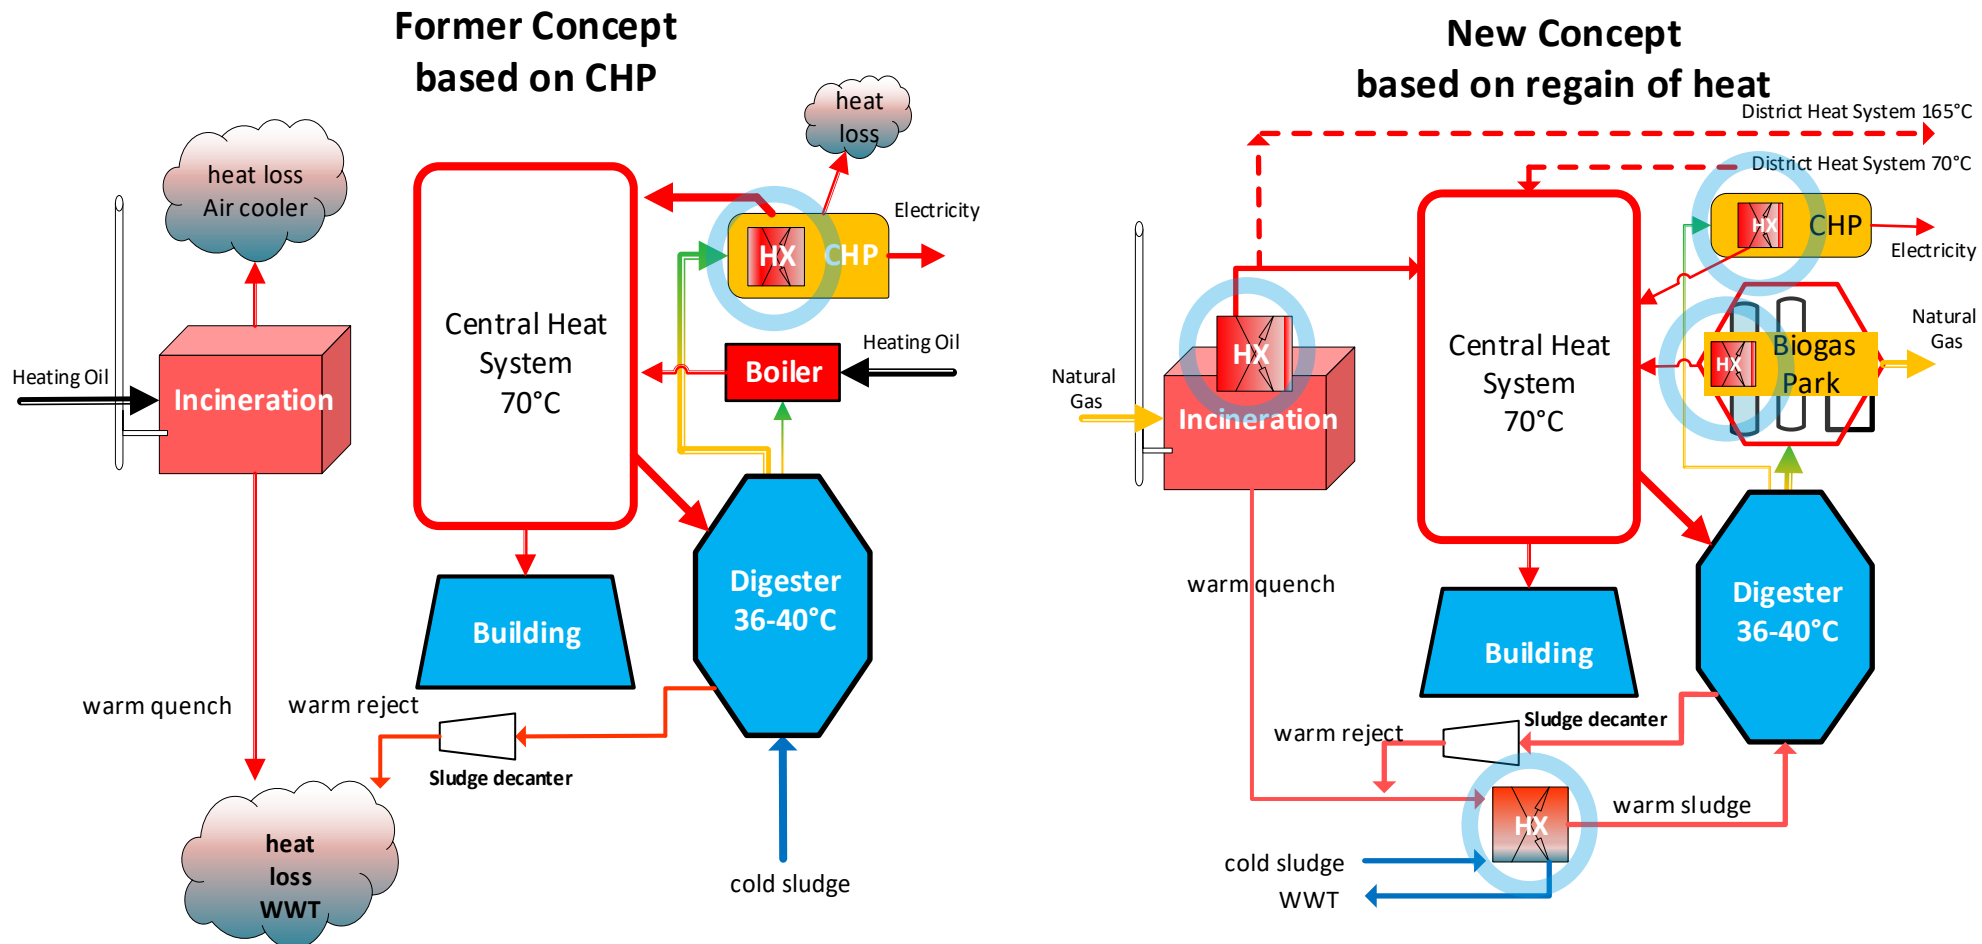 Former Concept
based on CHP
heat
loss
heat loss
Air cooler
Electricity
HX
CHP
Central Heat
System
70°C
Heating Oil
Boiler
Heating Oil
Incineration
Digester
36-40°C
Building
warm quench
warm reject
Sludge decanter
heat
loss
WWT
cold sludge
New Concept
based on regain of heat
District Heat System 165°C
District Heat System 70°C
HX
CHP
Electricity
Natural
Gas
HX
Biogas
Park
Central Heat
System
70°C
HX
Natural
Gas
Incineration
warm quench
Digester
36-40°C
Building
Sludge decanter
warm reject
HX
warm sludge
cold sludge
WWT